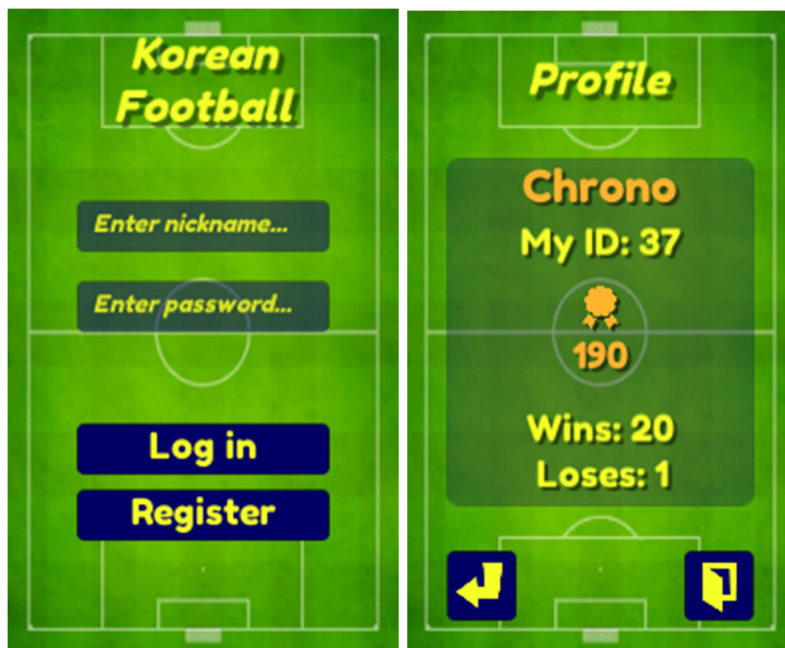 Korean
Football
Enter nickname...
Enter password...
Log in
Register
Profile
Chrono
My ID: 37
190
Wins: 20
Loses: 1